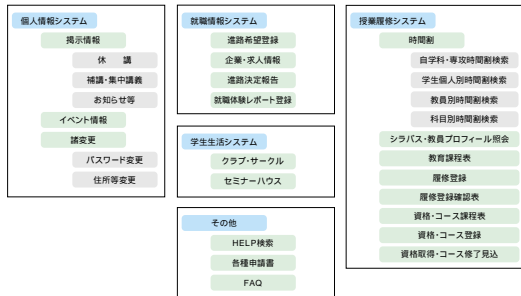 個人情報システム
掲示情報
休　講
補講・集中講義
お知らせ等
イベント情報
諸変更
パスワード変更
住所等変更
就職情報システム
進路希望登録
企業・求人情報
進路決定報告
就職体験レポート登録
学生生活システム
クラブ・サークル
セミナーハウス
その他
HELP検索
各種申請書
FAQ
授業履修システム
時間割
自学科・専攻時間割検索
学生個人別時間割検索
教員別時間割検索
科目別時間割検索
シラバス・教員プロフィール照会
教育課程表
履修登録
履修登録確認表
資格・コース課程表
資格・コース登録
資格取得・コース修了見込